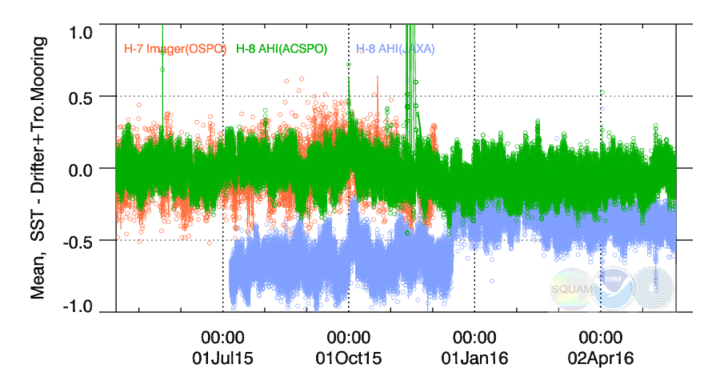 H-7 Imager(OSPO) H-8 AHI(ACSPO) H-8 AHI(JAXA)
Mean, SST - Drifter+Tro.Mooring
1.0
0.5
0.0
-0.5
-1.0
SQUAM
NOAA
00:00 00:00 00:00 00:00
01Jul15 01Oct15 01Jan16 02Apr16